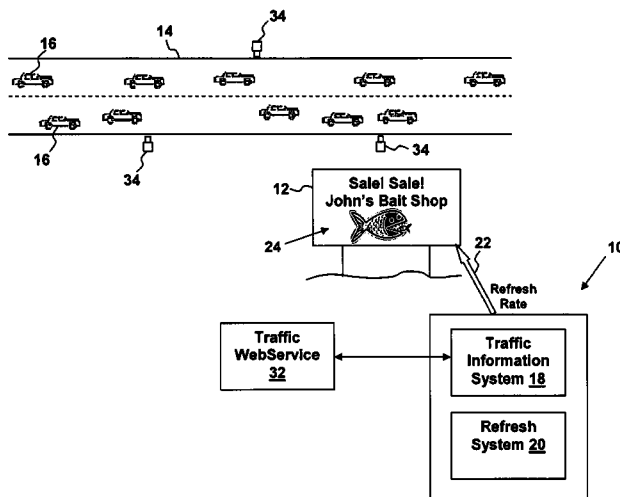 34
16
14
16
34
34
12
Sale! Sale!
John's Bait Shop
24
22
10
Refresh
Rate
Traffic
WebService
32
Traffic
Information
System 18
Refresh
System 20